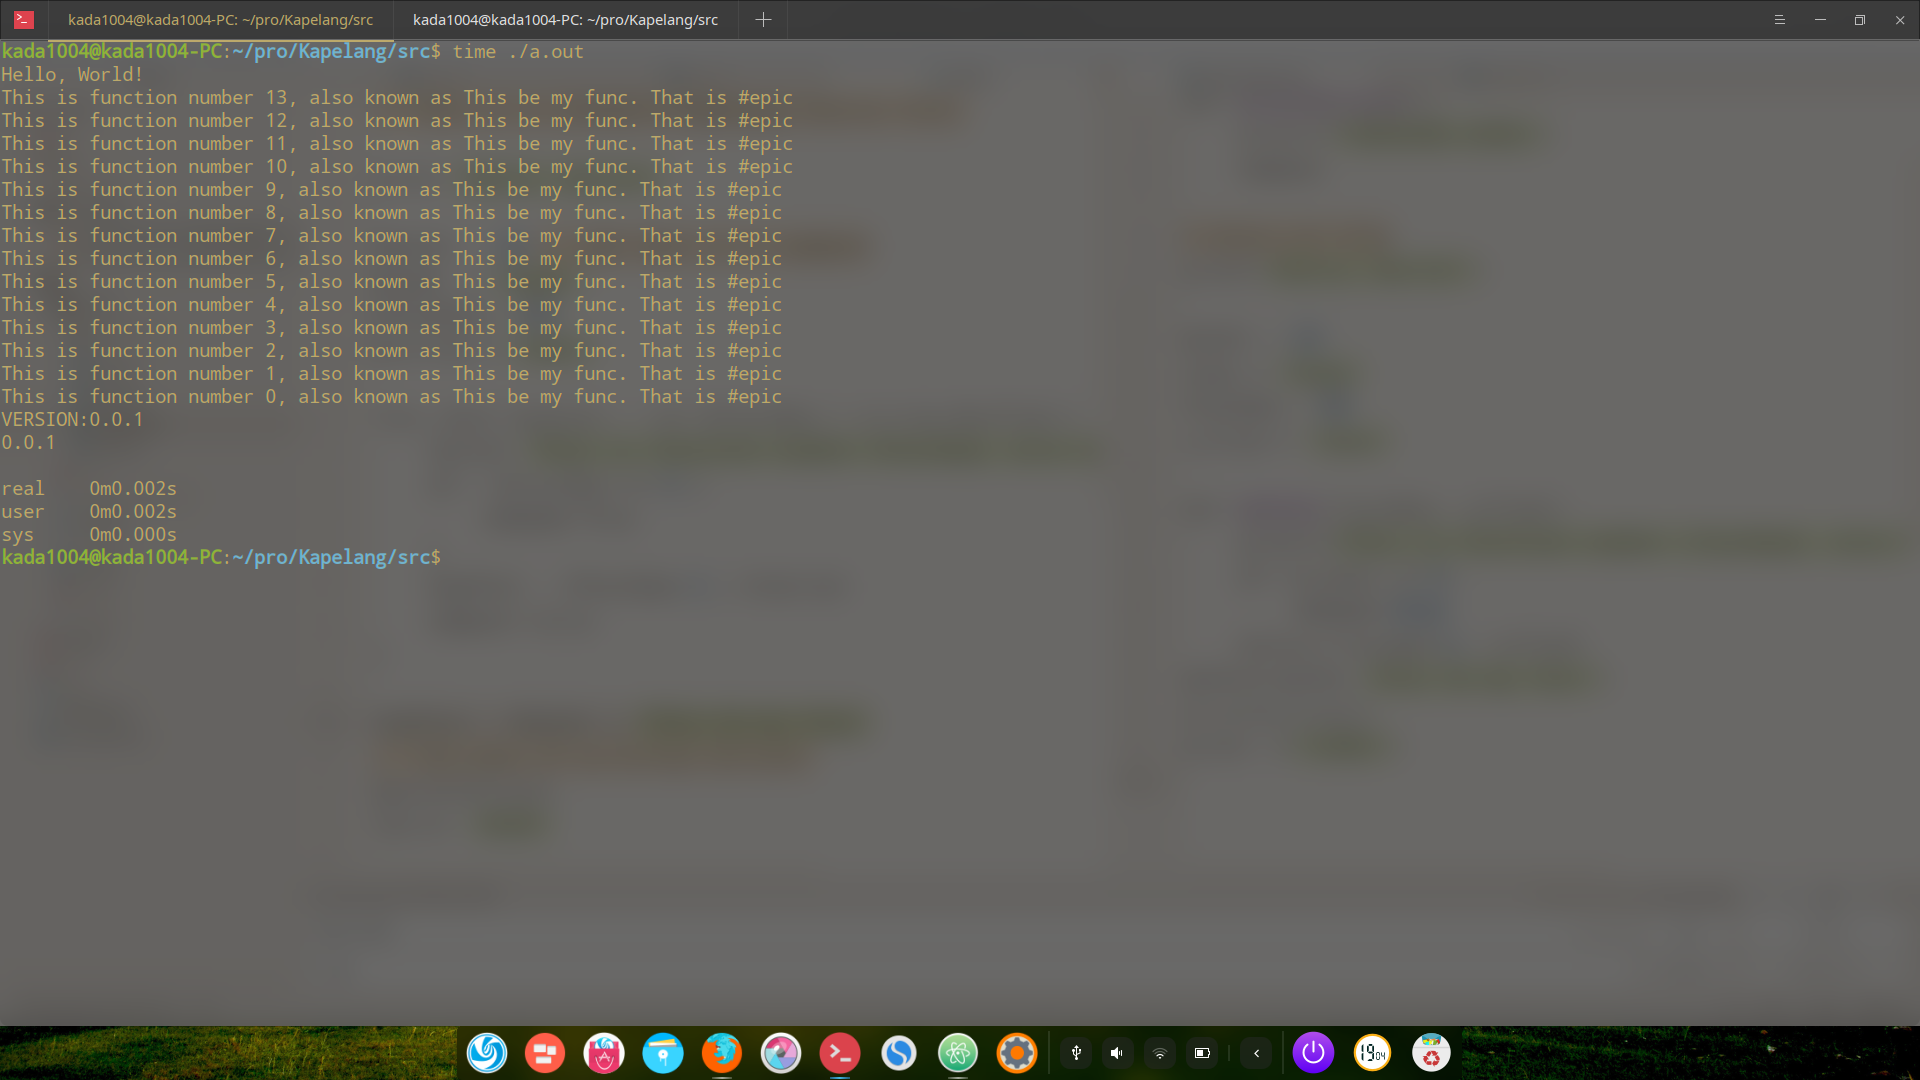 kada1004@kada1004-PC: ~/pro/Kapelang/src
kada1004@kada1004-PC: ~/pro/Kapelang/src
kada1004@kada1004-PC:~/pro/Kapelang/src$ time ./a.out
Hello, World!
This is function number 13, also known as This be my func. That is #epic
This is function number 12, also known as This be my func. That is #epic
This is function number 11, also known as This be my func. That is #epic
This is function number 10, also known as This be my func. That is #epic
This is function number 9, also known as This be my func. That is #epic
This is function number 8, also known as This be my func. That is #epic
This is function number 7, also known as This be my func. That is #epic
This is function number 6, also known as This be my func. That is #epic
This is function number 5, also known as This be my func. That is #epic
This is function number 4, also known as This be my func. That is #epic
This is function number 3, also known as This be my func. That is #epic
This is function number 2, also known as This be my func. That is #epic
This is function number 1, also known as This be my func. That is #epic
This is function number 0, also known as This be my func. That is #epic
VERSION:0.0.1
0.0.1
real 0m0.002s
user 0m0.002s
sys 0m0.000s
kada1004@kada1004-PC:~/pro/Kapelang/src$
19 04